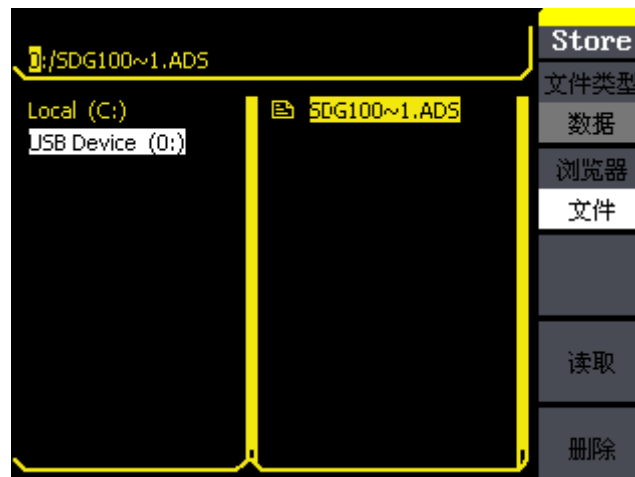 Store
0:/SDG100~1.ADS
文件类型
数据
浏览器
文件
读取
删除
Local (C:)
USB Device (0:)
SDG100~1.ADS